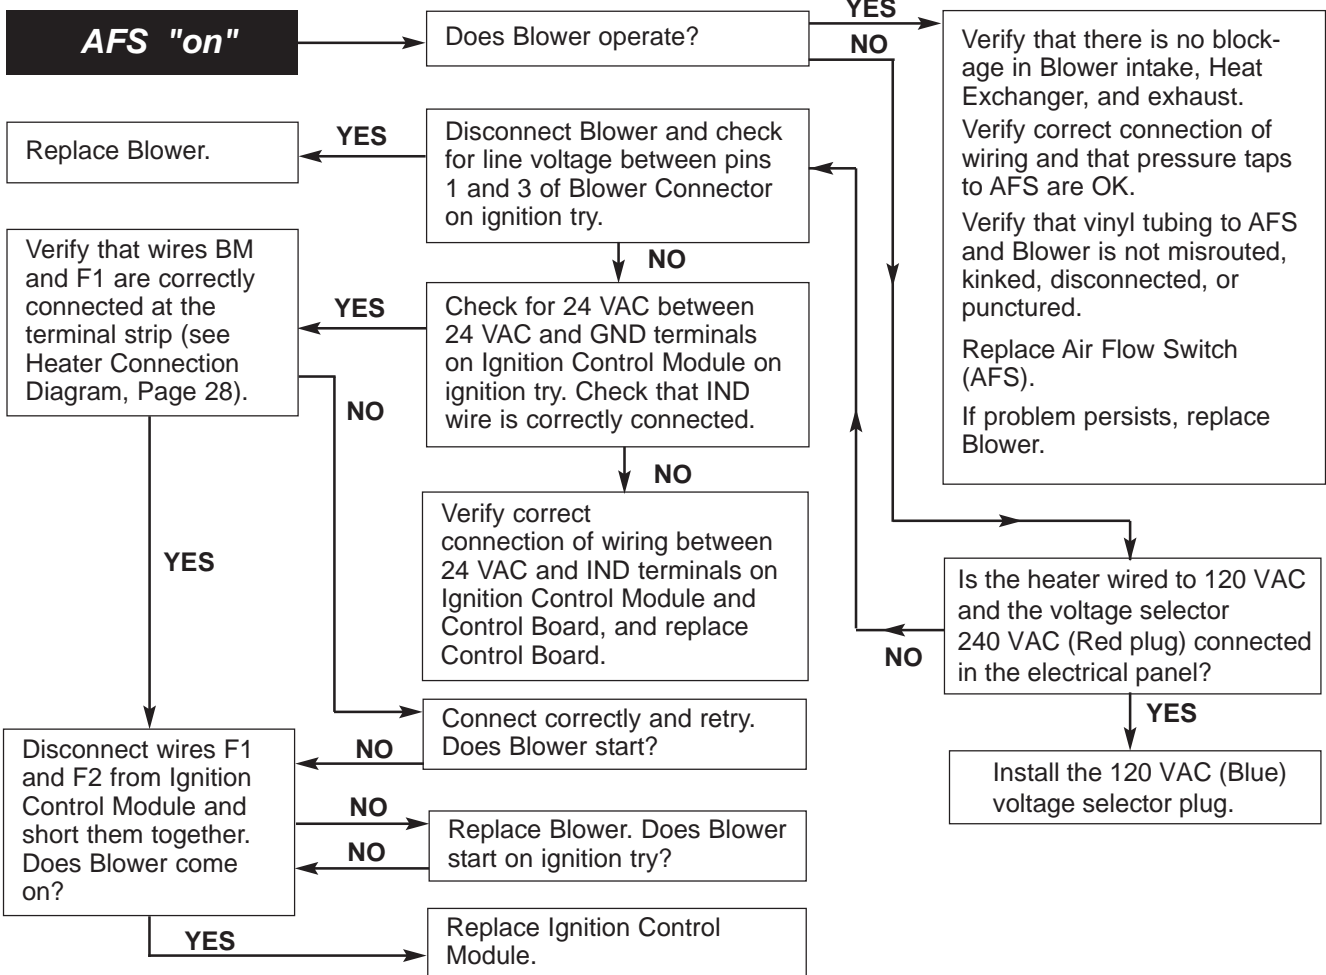 AFS "on"
Does Blower operate?
YES
NO
Verify that there is no block-
age in Blower intake, Heat
Exchanger, and exhaust.
Verify correct connection of
wiring and that pressure taps
to AFS are OK.
Verify that vinyl tubing to AFS
and Blower is not misrouted,
kinked, disconnected, or
punctured.
Replace Air Flow Switch
(AFS).
If problem persists, replace
Blower.
Replace Blower.
YES
Disconnect Blower and check
for line voltage between pins
1 and 3 of Blower Connector
on ignition try.
NO
Verify that wires BM
and F1 are correctly
connected at the
terminal strip (see
Heater Connection
Diagram, Page 28).
YES
NO
Check for 24 VAC between
24 VAC and GND terminals
on Ignition Control Module on
ignition try. Check that IND
wire is correctly connected.
NO
Verify correct
connection of wiring between
24 VAC and IND terminals on
Ignition Control Module and
Control Board, and replace
Control Board.
YES
Is the heater wired to 120 VAC
and the voltage selector
240 VAC (Red plug) connected
in the electrical panel?
NO
YES
Install the 120 VAC (Blue)
voltage selector plug.
Connect correctly and retry.
Does Blower start?
NO
Disconnect wires F1
and F2 from Ignition
Control Module and
short them together.
Does Blower come
on?
NO
NO
Replace Blower. Does Blower
start on ignition try?
YES
Replace Ignition Control
Module.